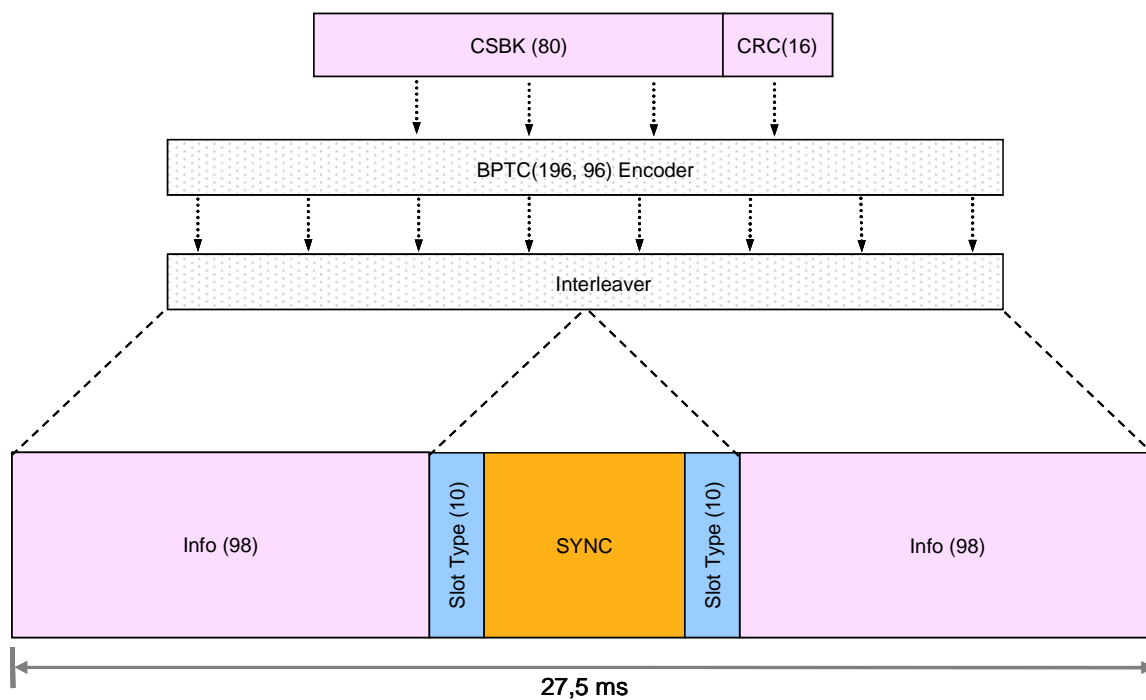 CSBK (80)
CRC(16)
BPTC(196, 96) Encoder
Interleaver
Info (98)
Slot Type (10)
SYNC
Slot Type (10)
Info (98)
27,5 ms